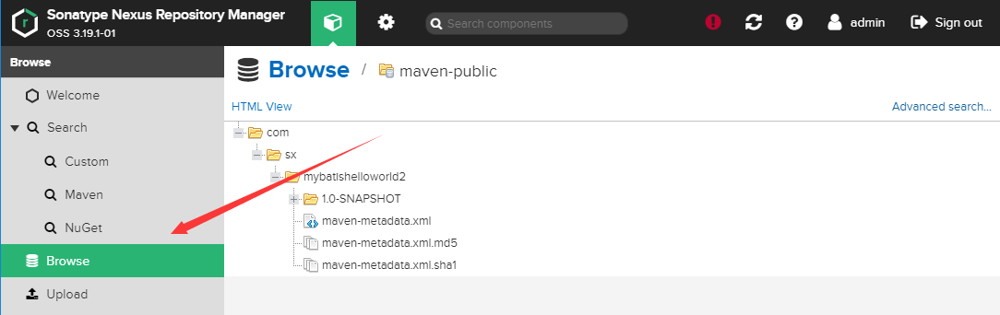 Sonatype Nexus Repository Manager
OSS 3.19.1-01
Search components
admin
Sign out
Browse
Welcome
Search
Custom
Maven
NuGet
Browse
Upload
Browse / maven-public
HTML View
Advanced search...
com
sx
mybatishelloworld2
1.0-SNAPSHOT
maven-metadata.xml
maven-metadata.xml.md5
maven-metadata.xml.sha1